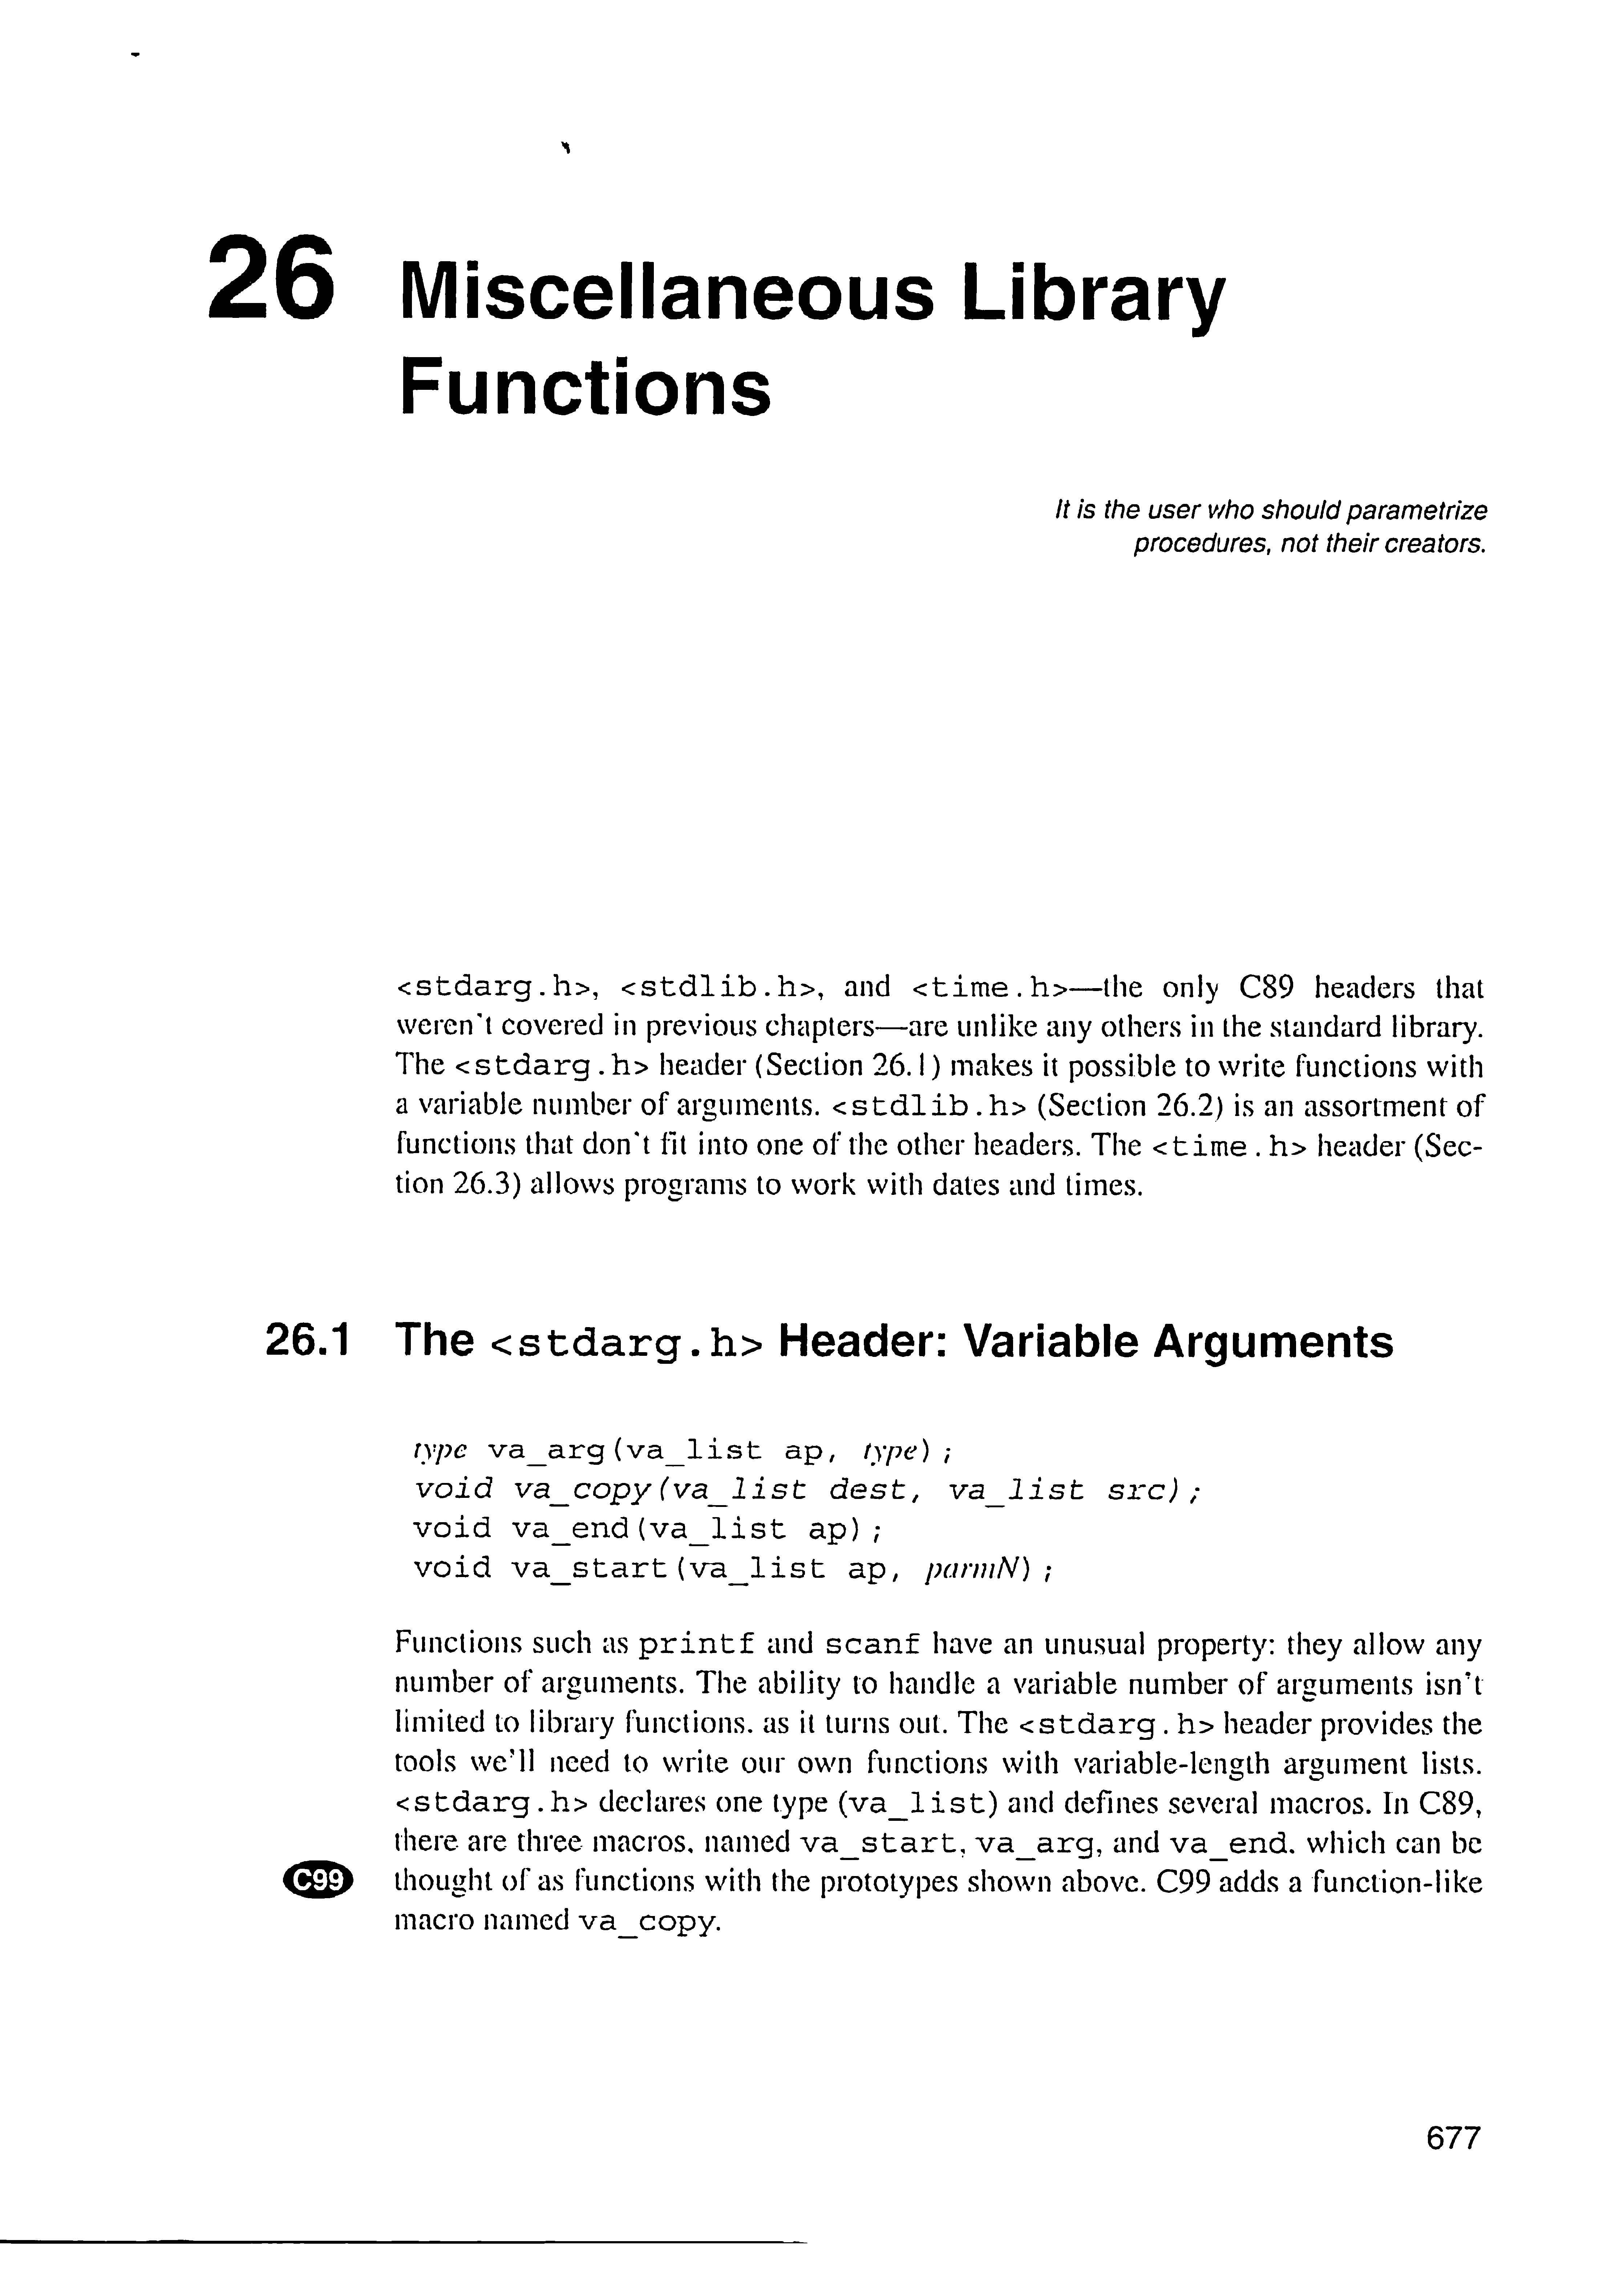 26 Miscellaneous Library
Functions
It is the user who should parametrize
procedures, not their creators.
<stdarg.h>, <stdlib.h>, and <time.h>—the only C89 headers that
weren't covered in previous chapters—are unlike any others in the standard library.
The <stdarg.h> header (Section 26.1) makes it possible to write functions with
a variable number of arguments. <stdlib.h> (Section 26.2) is an assortment of
functions that don't fit into one of the other headers. The <time.h> header (Sec-
tion 26.3) allows programs to work with dates and times.
26.1 The <stdarg.h> Header: Variable Arguments
type va_arg(va_list ap, type);
void va_copy(va_list dest, va_list src);
void va_end(va_list ap);
void va_start(va_list ap, parmN);
Functions such as printf and scanf have an unusual property: they allow any
number of arguments. The ability to handle a variable number of arguments isn't
limited to library functions. as it turns out. The <stdarg.h> header provides the
tools we'll need to write our own functions with variable-length argument lists.
<stdarg.h> declares one type (va_list) and defines several macros. In C89,
there are three macros, named va_start, va_arg, and va_end. which can be
C99 thought of as functions with the prototypes shown above. C99 adds a function-like
macro named va_copy.
677